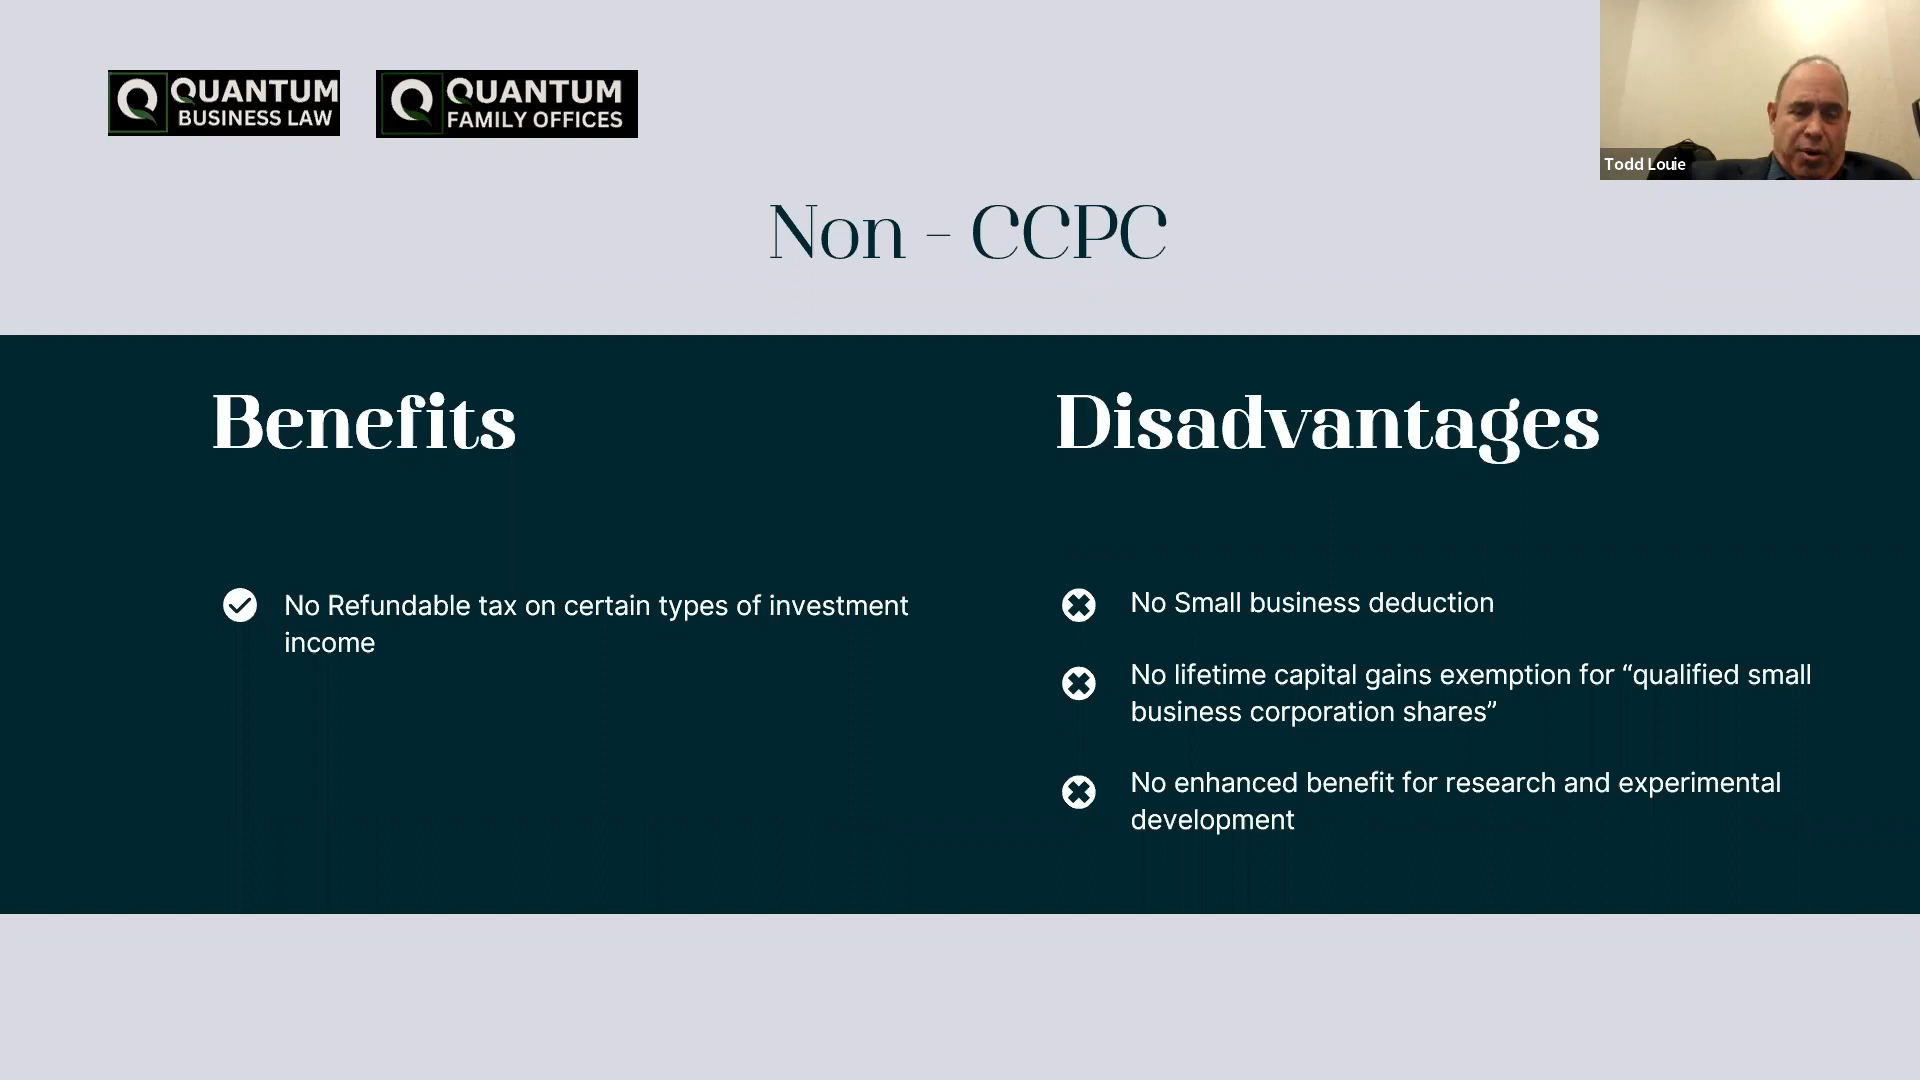 QUANTUM
BUSINESS LAW
QUANTUM
FAMILY OFFICES
Todd Louie
Non - CCPC
Benefits
No Refundable tax on certain types of investment
income
Disadvantages
No Small business deduction
No lifetime capital gains exemption for “qualified small
business corporation shares”
No enhanced benefit for research and experimental
development